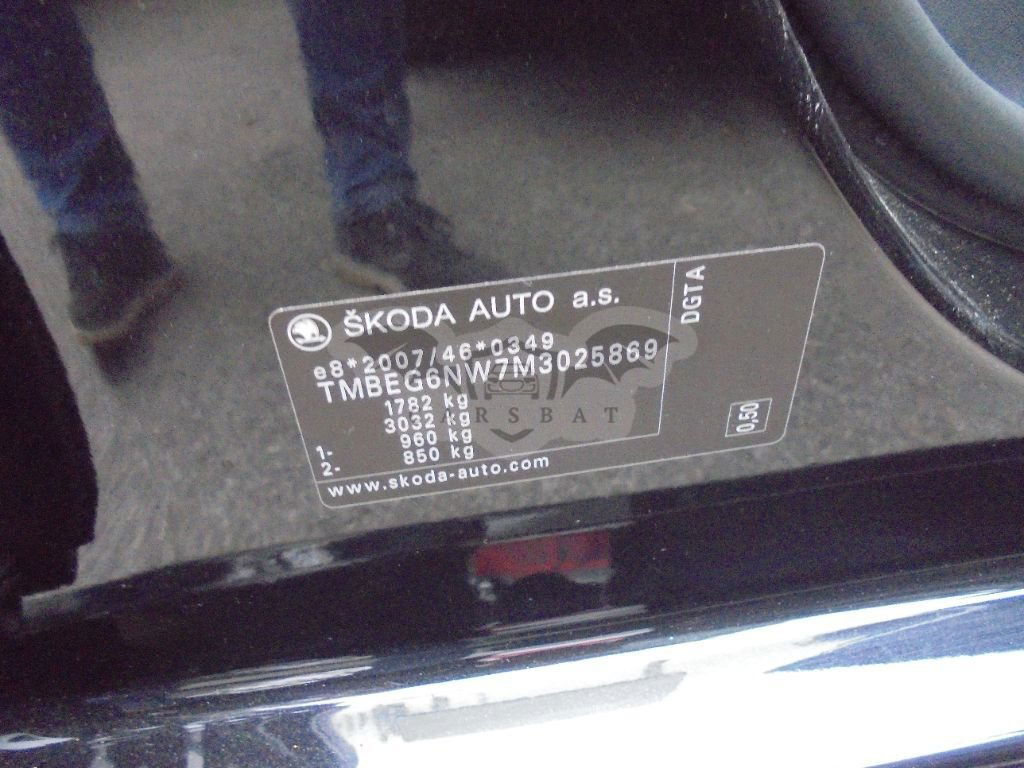 ŠKODA AUTO a.s.
e8*2007/46*0349
TMBEG6NW7M3025869
1782 kg
3032 kg
1- 960 kg
2- 850 kg
www.skoda-auto.com
DGTA
0,50
CARSBAT